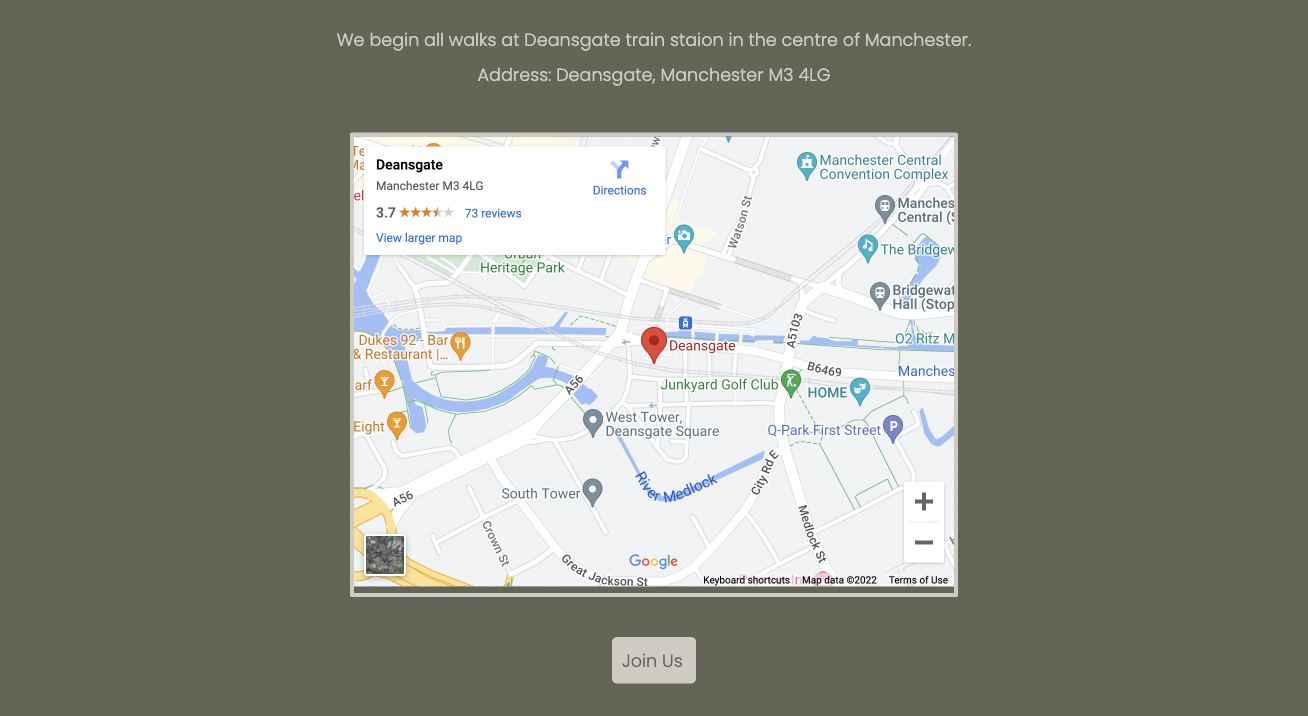 We begin all walks at Deansgate train staion in the centre of Manchester.
Address: Deansgate, Manchester M3 4LG
Deansgate
Manchester M3 4LG
3.7
73 reviews
View larger map
Directions
Heritage Park
Watson St
Manchester Central
Convention Complex
Manches
Central (S
The Bridgew
Bridgewat
Hall (Stop
A5103
O2 Ritz M
Manches
B6469
Deansgate
Dukes 92 - Bar
& Restaurant |...
arf
Eight
A56
Junkyard Golf Club
HOME
West Tower,
Deansgate Square
Q-Park First Street
P
River Medlock
City Rd E
South Tower
A56
Crown St
Medlock St
Great Jackson St
Google
Keyboard shortcuts
Map data ©2022
Terms of Use
Join Us